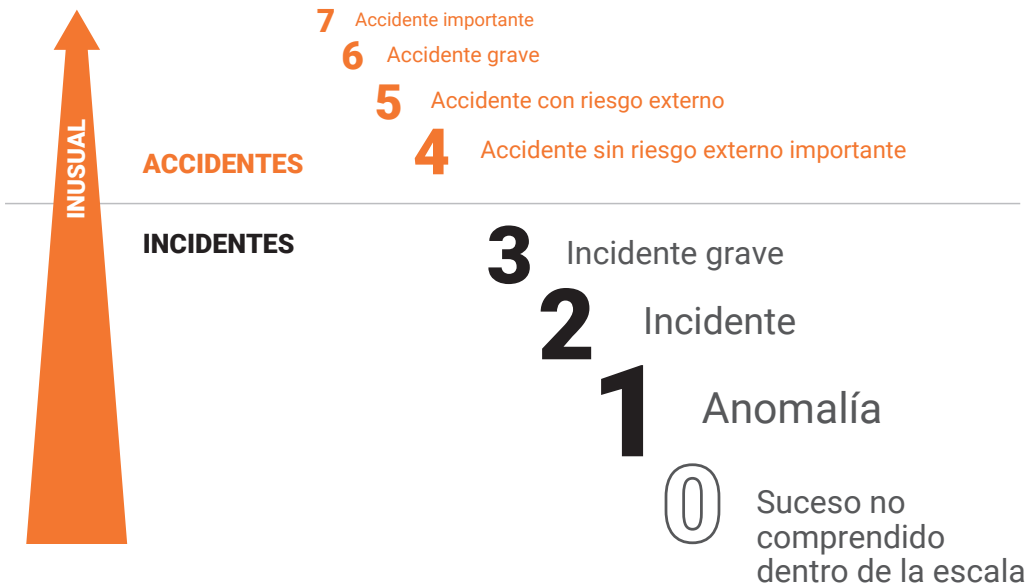 7 Accidente importante
6 Accidente grave
5 Accidente con riesgo externo
4 Accidente sin riesgo externo importante
ACCIDENTES
INUSUAL
INCIDENTES
3 Incidente grave
2 Incidente
1 Anomalía
0 Suceso no
comprendido
dentro de la escala